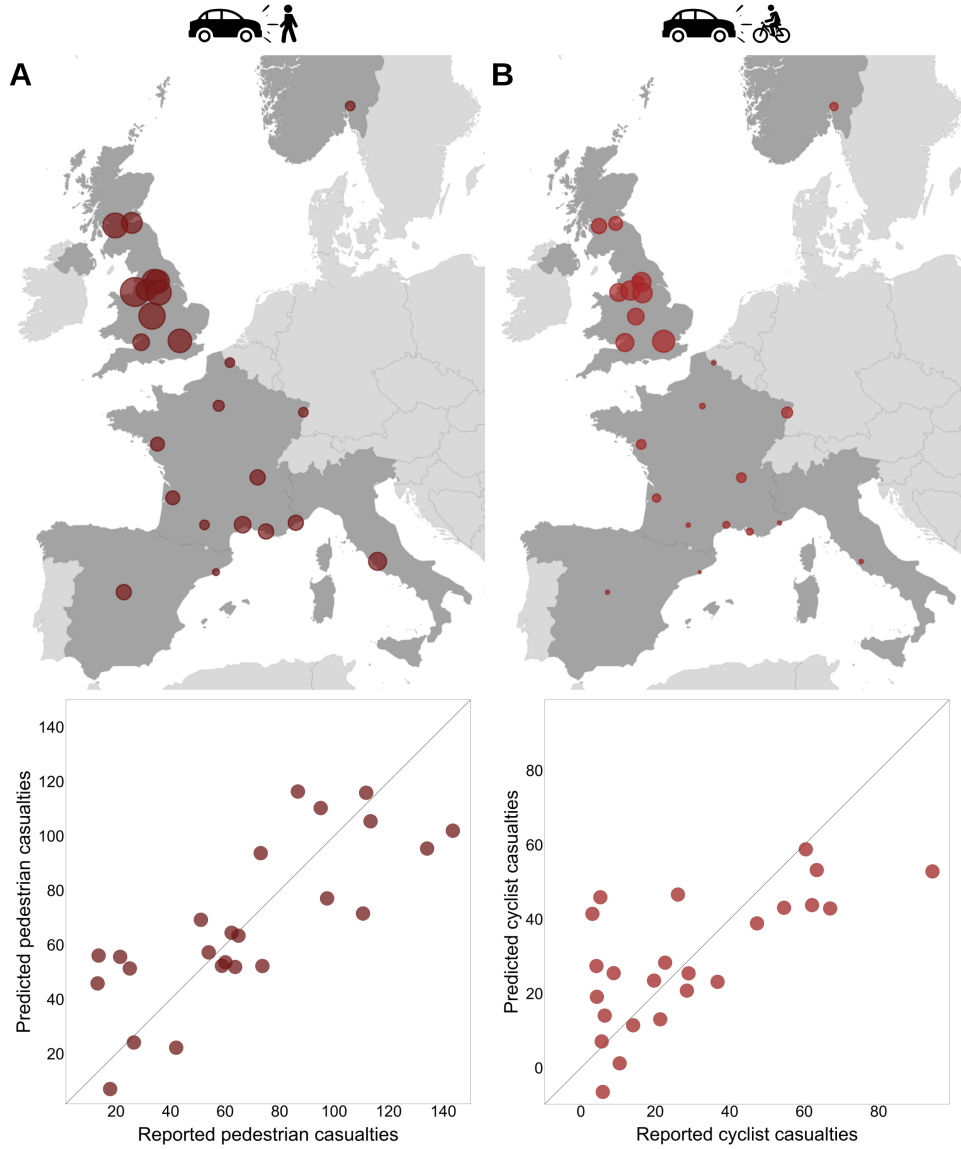 A
B
140
120
100
80
60
40
20
20 40 60 80 100 120 140
Predicted pedestrian casualties
Reported pedestrian casualties
80
60
40
20
0
0 20 40 60 80
Predicted cyclist casualties
Reported cyclist casualties